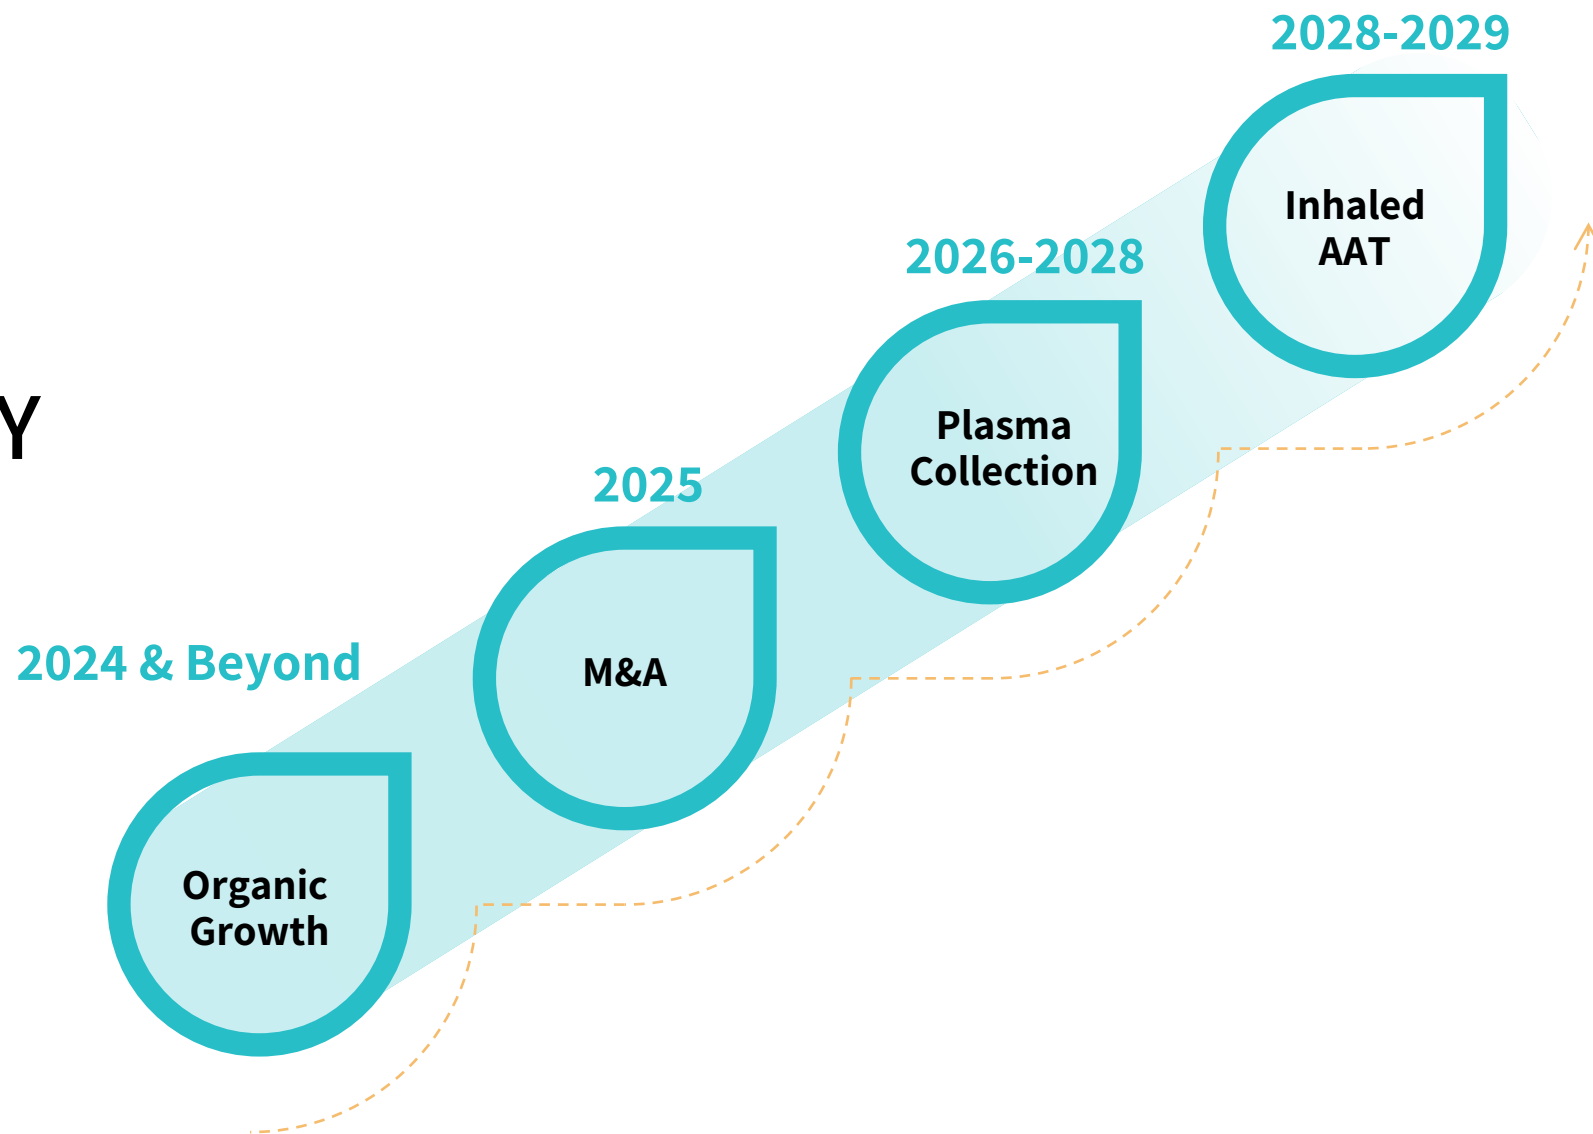 2028-2029
Inhaled
AAT
2026-2028
Plasma
Collection
Y
2025
M&A
2024 & Beyond
Organic
Growth